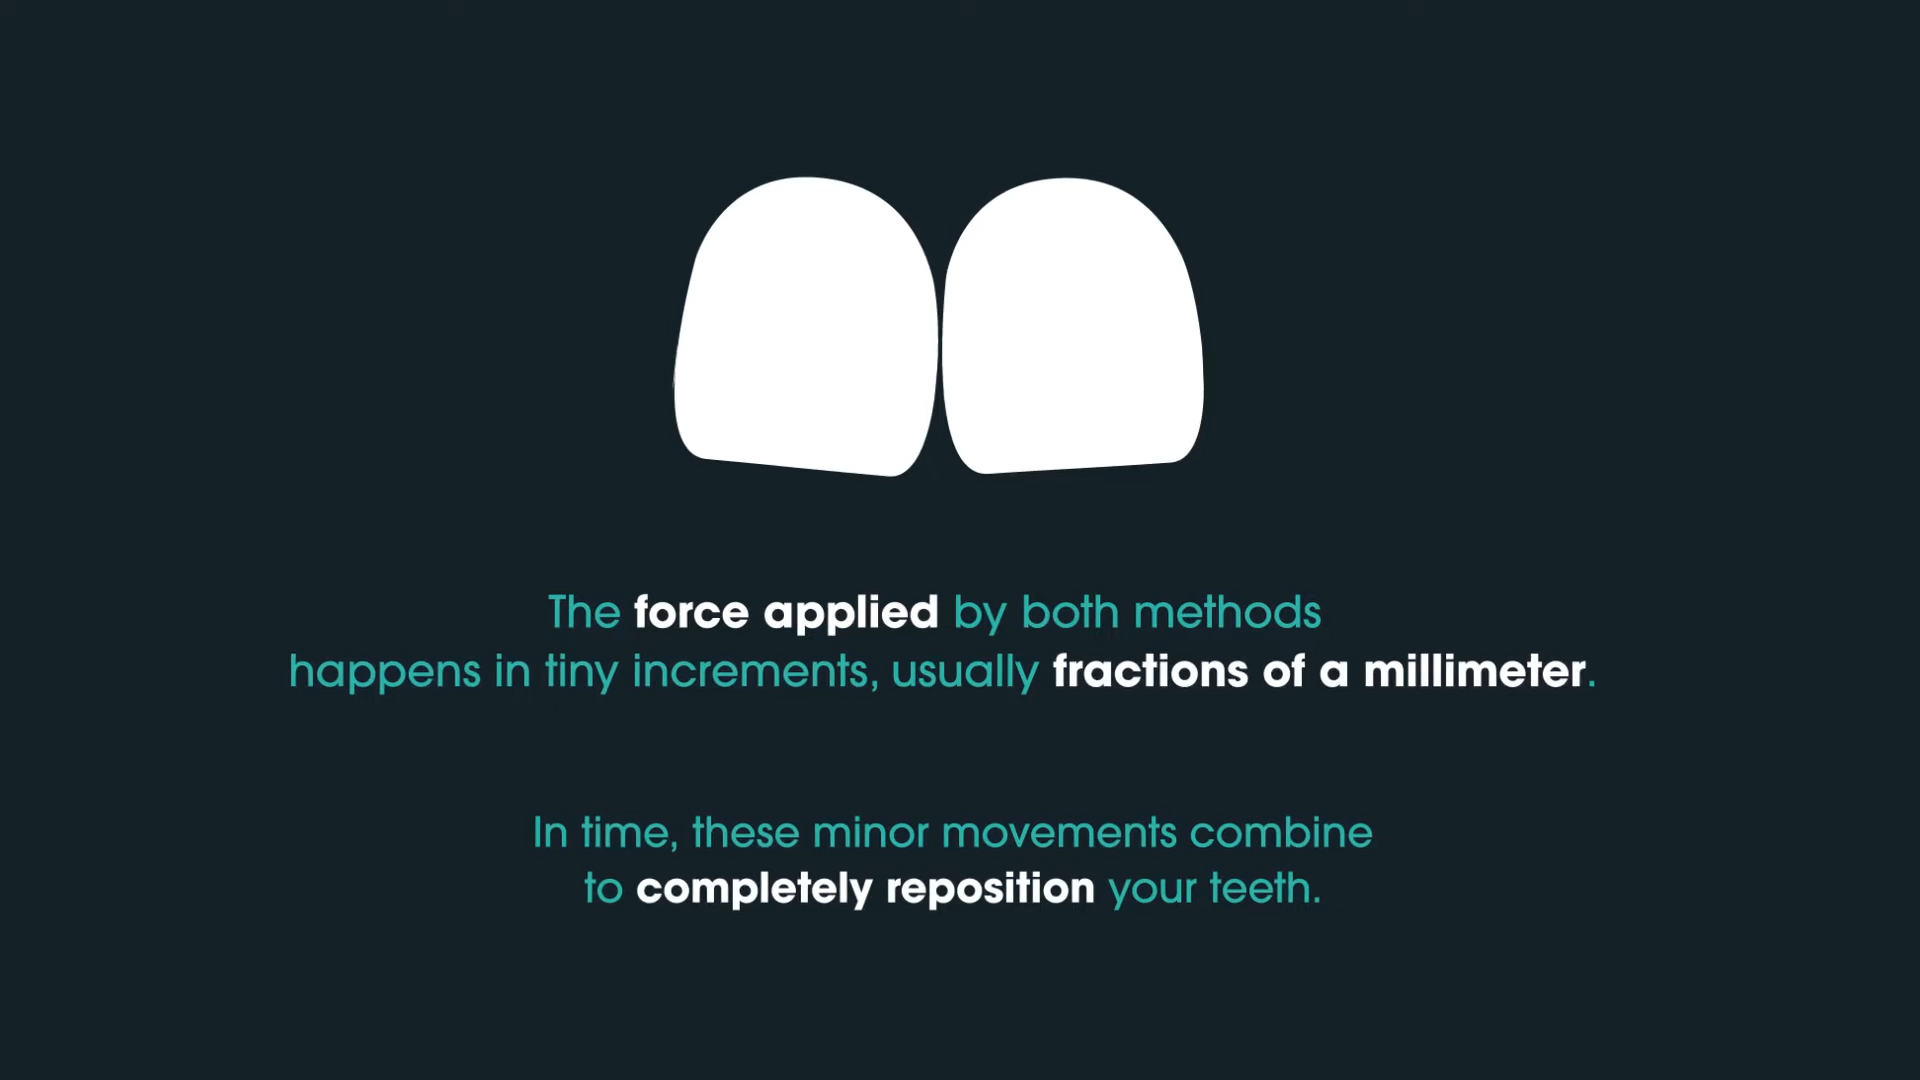 The force applied by both methods
happens in tiny increments, usually fractions of a millimeter.
In time, these minor movements combine
to completely reposition your teeth.